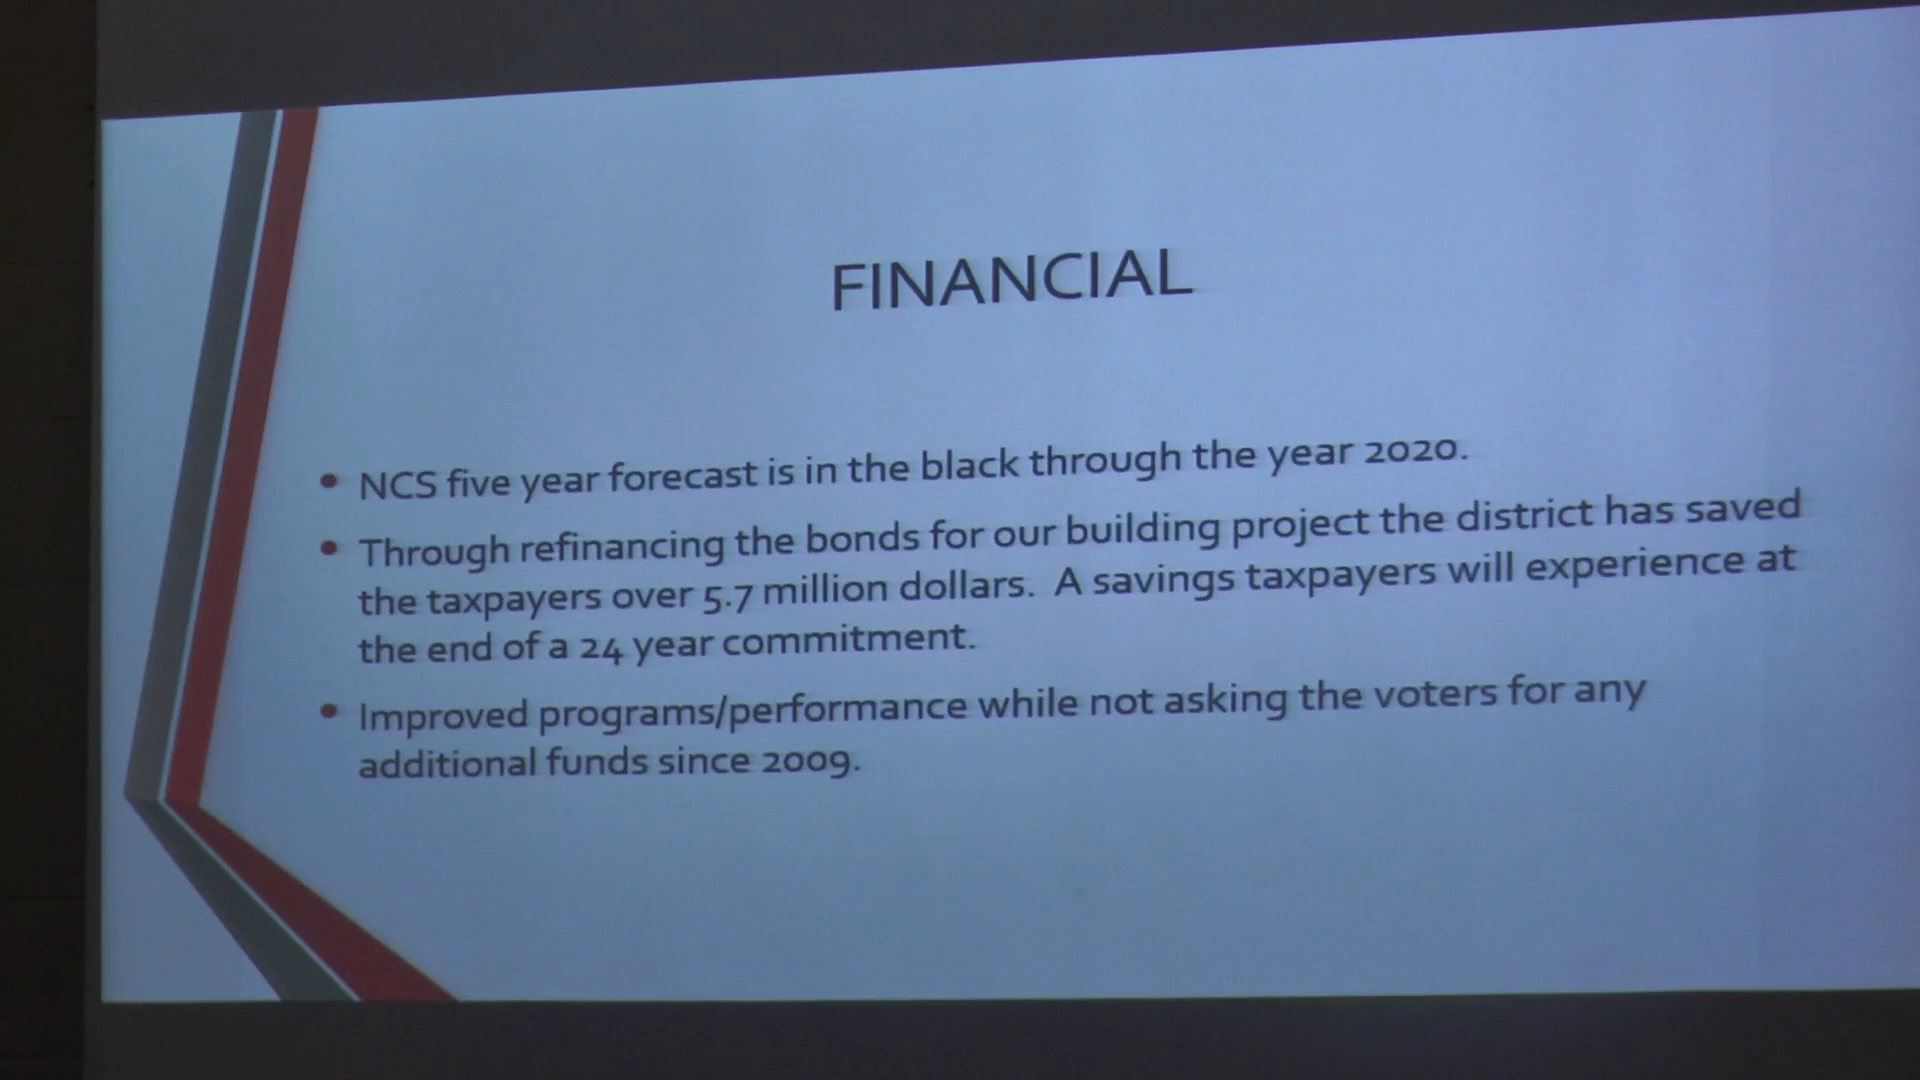 FINANCIAL
• NCS five year forecast is in the black through the year 2020.
• Through refinancing the bonds for our building project the district has saved
the taxpayers over 5.7 million dollars.  A savings taxpayers will experience at
the end of a 24 year commitment.
• Improved programs/performance while not asking the voters for any
additional funds since 2009.